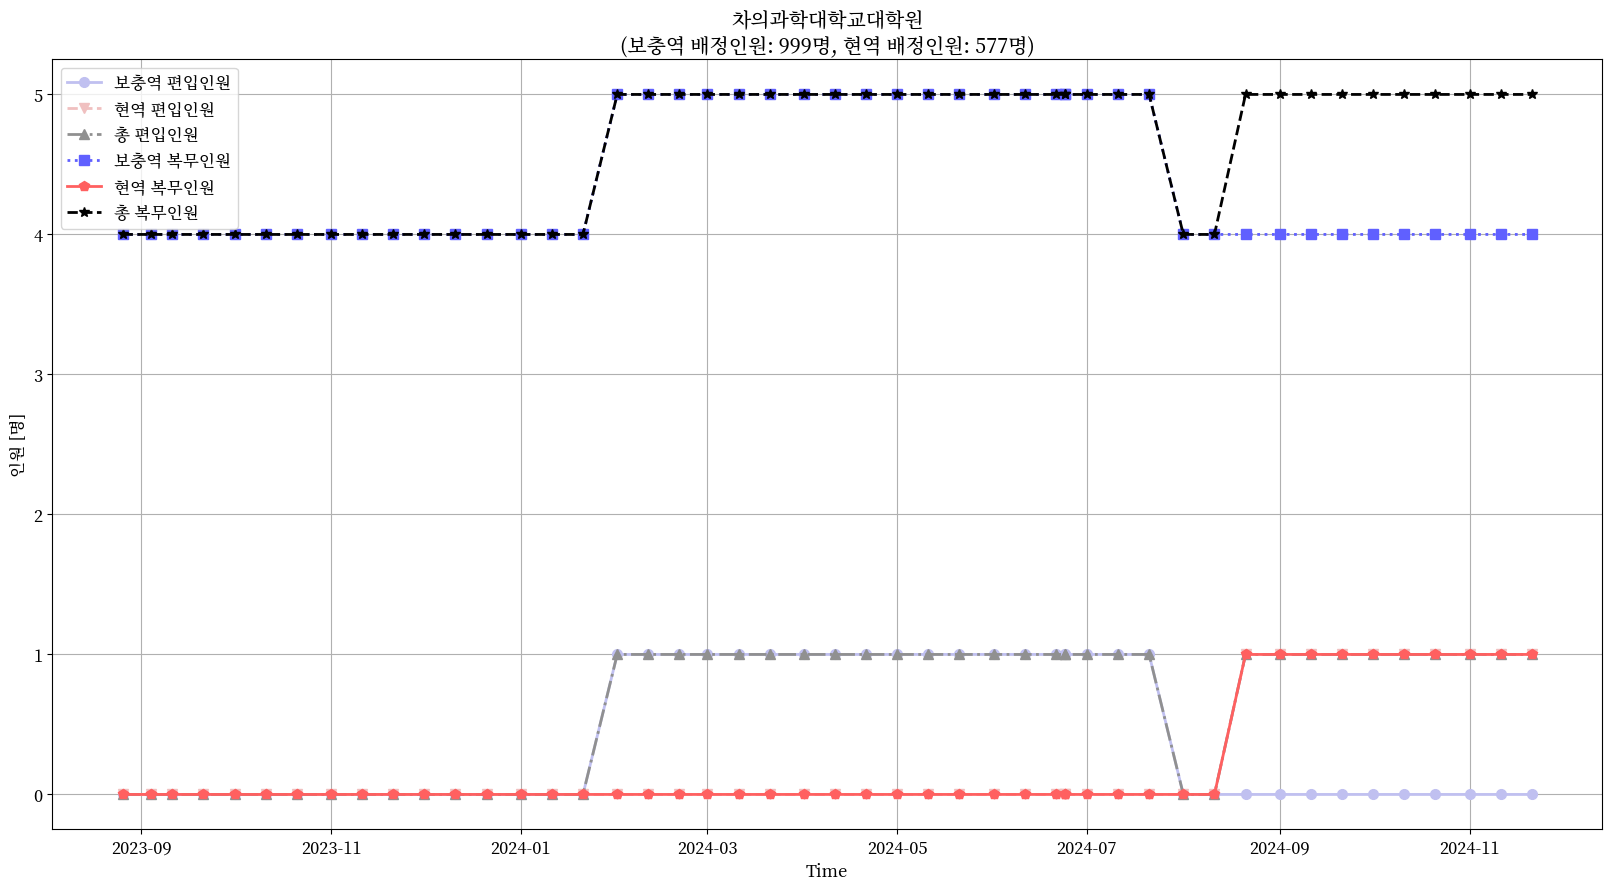 차의과학대학교대학원
(보충역 배정인원: 999명, 현역 배정인원: 577명)
보충역 편입인원
현역 편입인원
총 편입인원
보충역 복무인원
현역 복무인원
총 복무인원
5
4
3
2
1
0
인원 [명]
2023-09
2023-11
2024-01
2024-03
2024-05
2024-07
2024-09
2024-11
Time